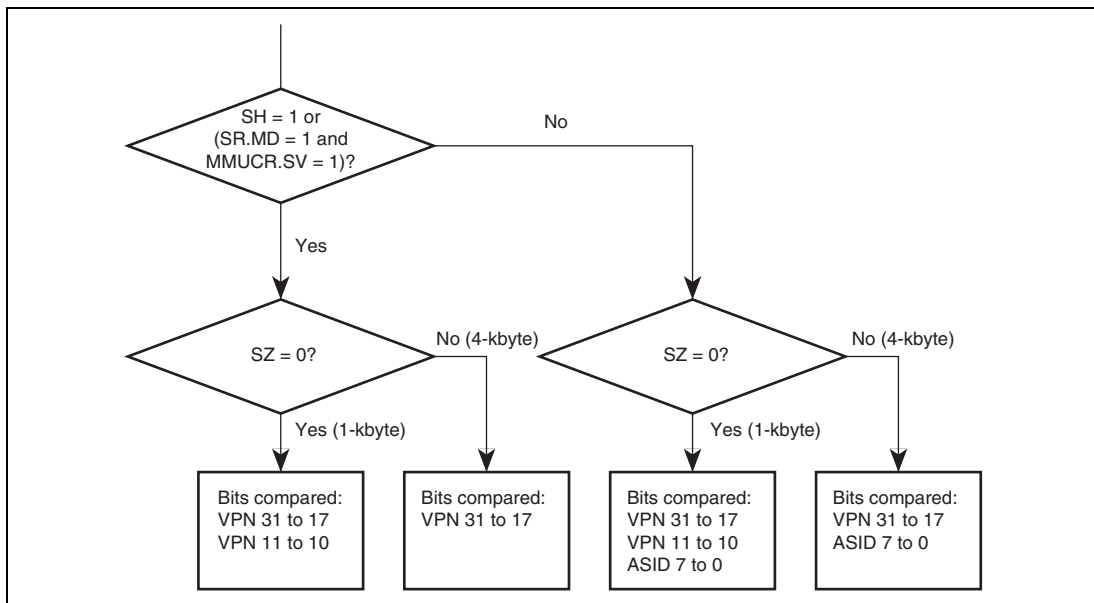 SH = 1 or
(SR.MD = 1 and
MMUCR.SV = 1)?
No
Yes
SZ = 0?
No (4-kbyte)
SZ = 0?
No (4-kbyte)
Yes (1-kbyte)
Yes (1-kbyte)
Bits compared:
VPN 31 to 17
VPN 11 to 10
Bits compared:
VPN 31 to 17
Bits compared:
VPN 31 to 17
VPN 11 to 10
ASID 7 to 0
Bits compared:
VPN 31 to 17
ASID 7 to 0